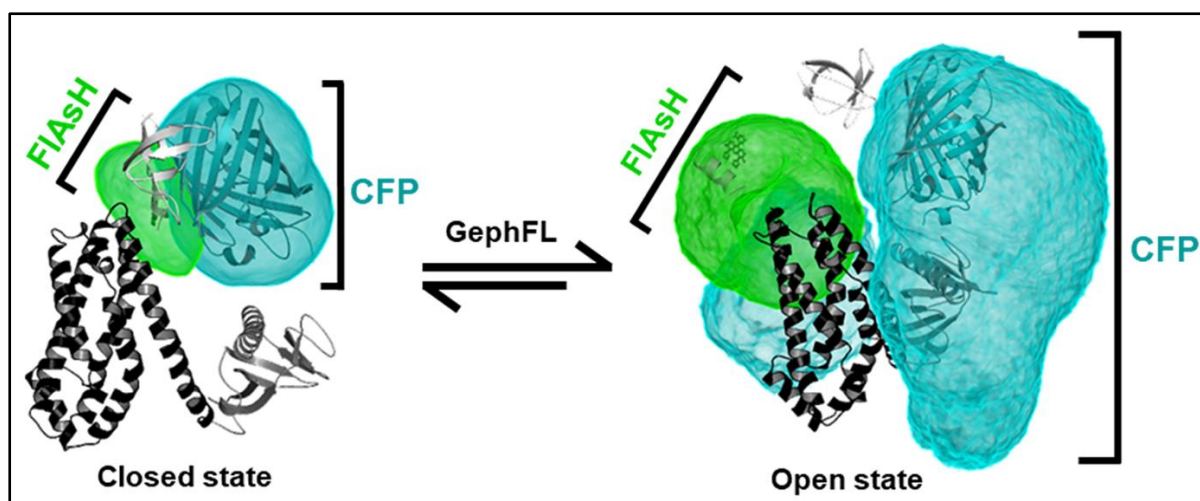 FlAsH
CFP
Closed state
GephFL
FlAsH
CFP
Open state